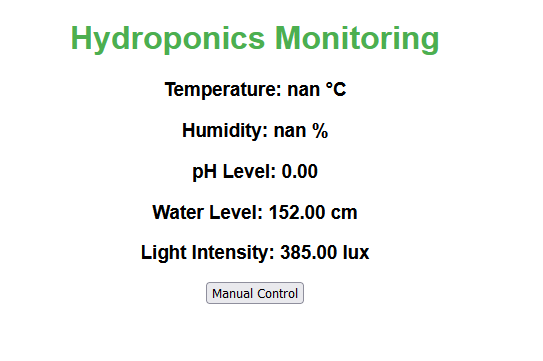 Hydroponics Monitoring
Temperature: nan °C
Humidity: nan %
pH Level: 0.00
Water Level: 152.00 cm
Light Intensity: 385.00 lux
Manual Control